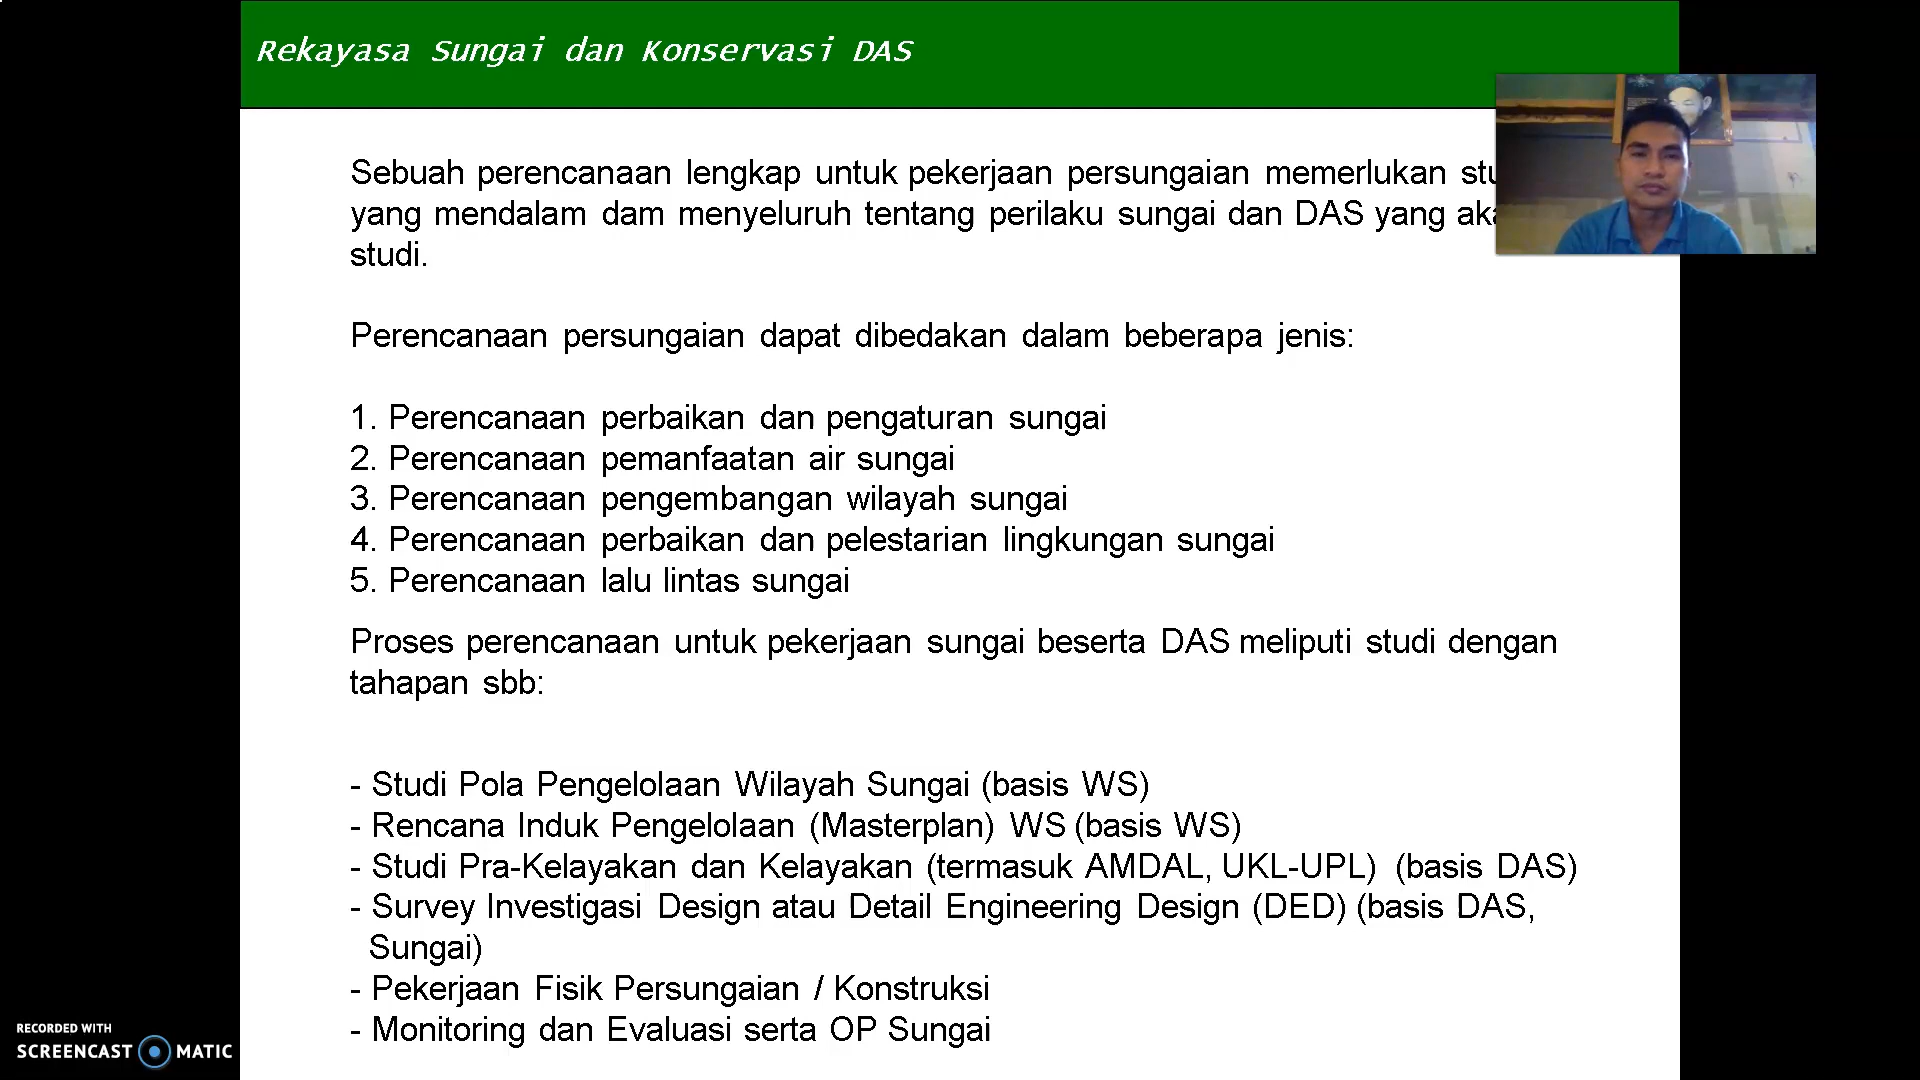 Rekayasa Sungai dan Konservasi DAS
Sebuah perencanaan lengkap untuk pekerjaan persungaian memerlukan
yang mendalam dam menyeluruh tentang perilaku sungai dan DAS yang
studi.
Perencanaan persungaian dapat dibedakan dalam beberapa jenis:
1. Perencanaan perbaikan dan pengaturan sungai
2. Perencanaan pemanfaatan air sungai
3. Perencanaan pengembangan wilayah sungai
4. Perencanaan perbaikan dan pelestarian lingkungan sungai
5. Perencanaan lalu lintas sungai
Proses perencanaan untuk pekerjaan sungai beserta DAS meliputi studi dengan
tahapan sbb:
- Studi Pola Pengelolaan Wilayah Sungai (basis WS)
- Rencana Induk Pengelolaan (Masterplan) WS (basis WS)
- Studi Pra-Kelayakan dan Kelayakan (termasuk AMDAL, UKL-UPL) (basis DAS)
- Survey Investigasi Design atau Detail Engineering Design (DED) (basis DAS,
Sungai)
- Pekerjaan Fisik Persungaian / Konstruksi
- Monitoring dan Evaluasi serta OP Sungai
RECORDED WITH
SCREENCAST MATIC